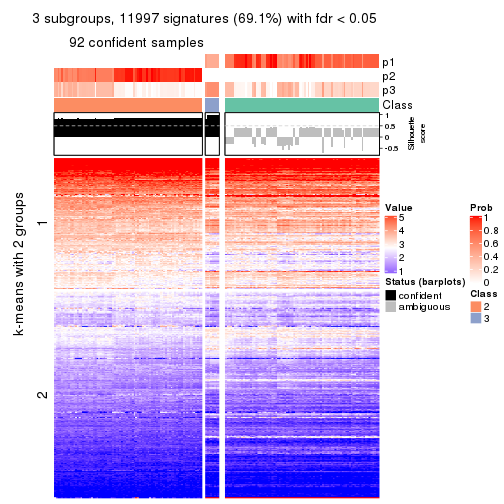 3 subgroups, 11997 signatures (69.1%) with fdr < 0.05
92 confident samples
p1
p2
p3
Class
1
0.5
0
-0.5
Silhouette
score
k-means with 2 groups
1
2
Value
5
4
3
2
1
Status (barplots)
confident
ambiguous
Prob
1
0.8
0.6
0.4
0.2
0
Class
2
3